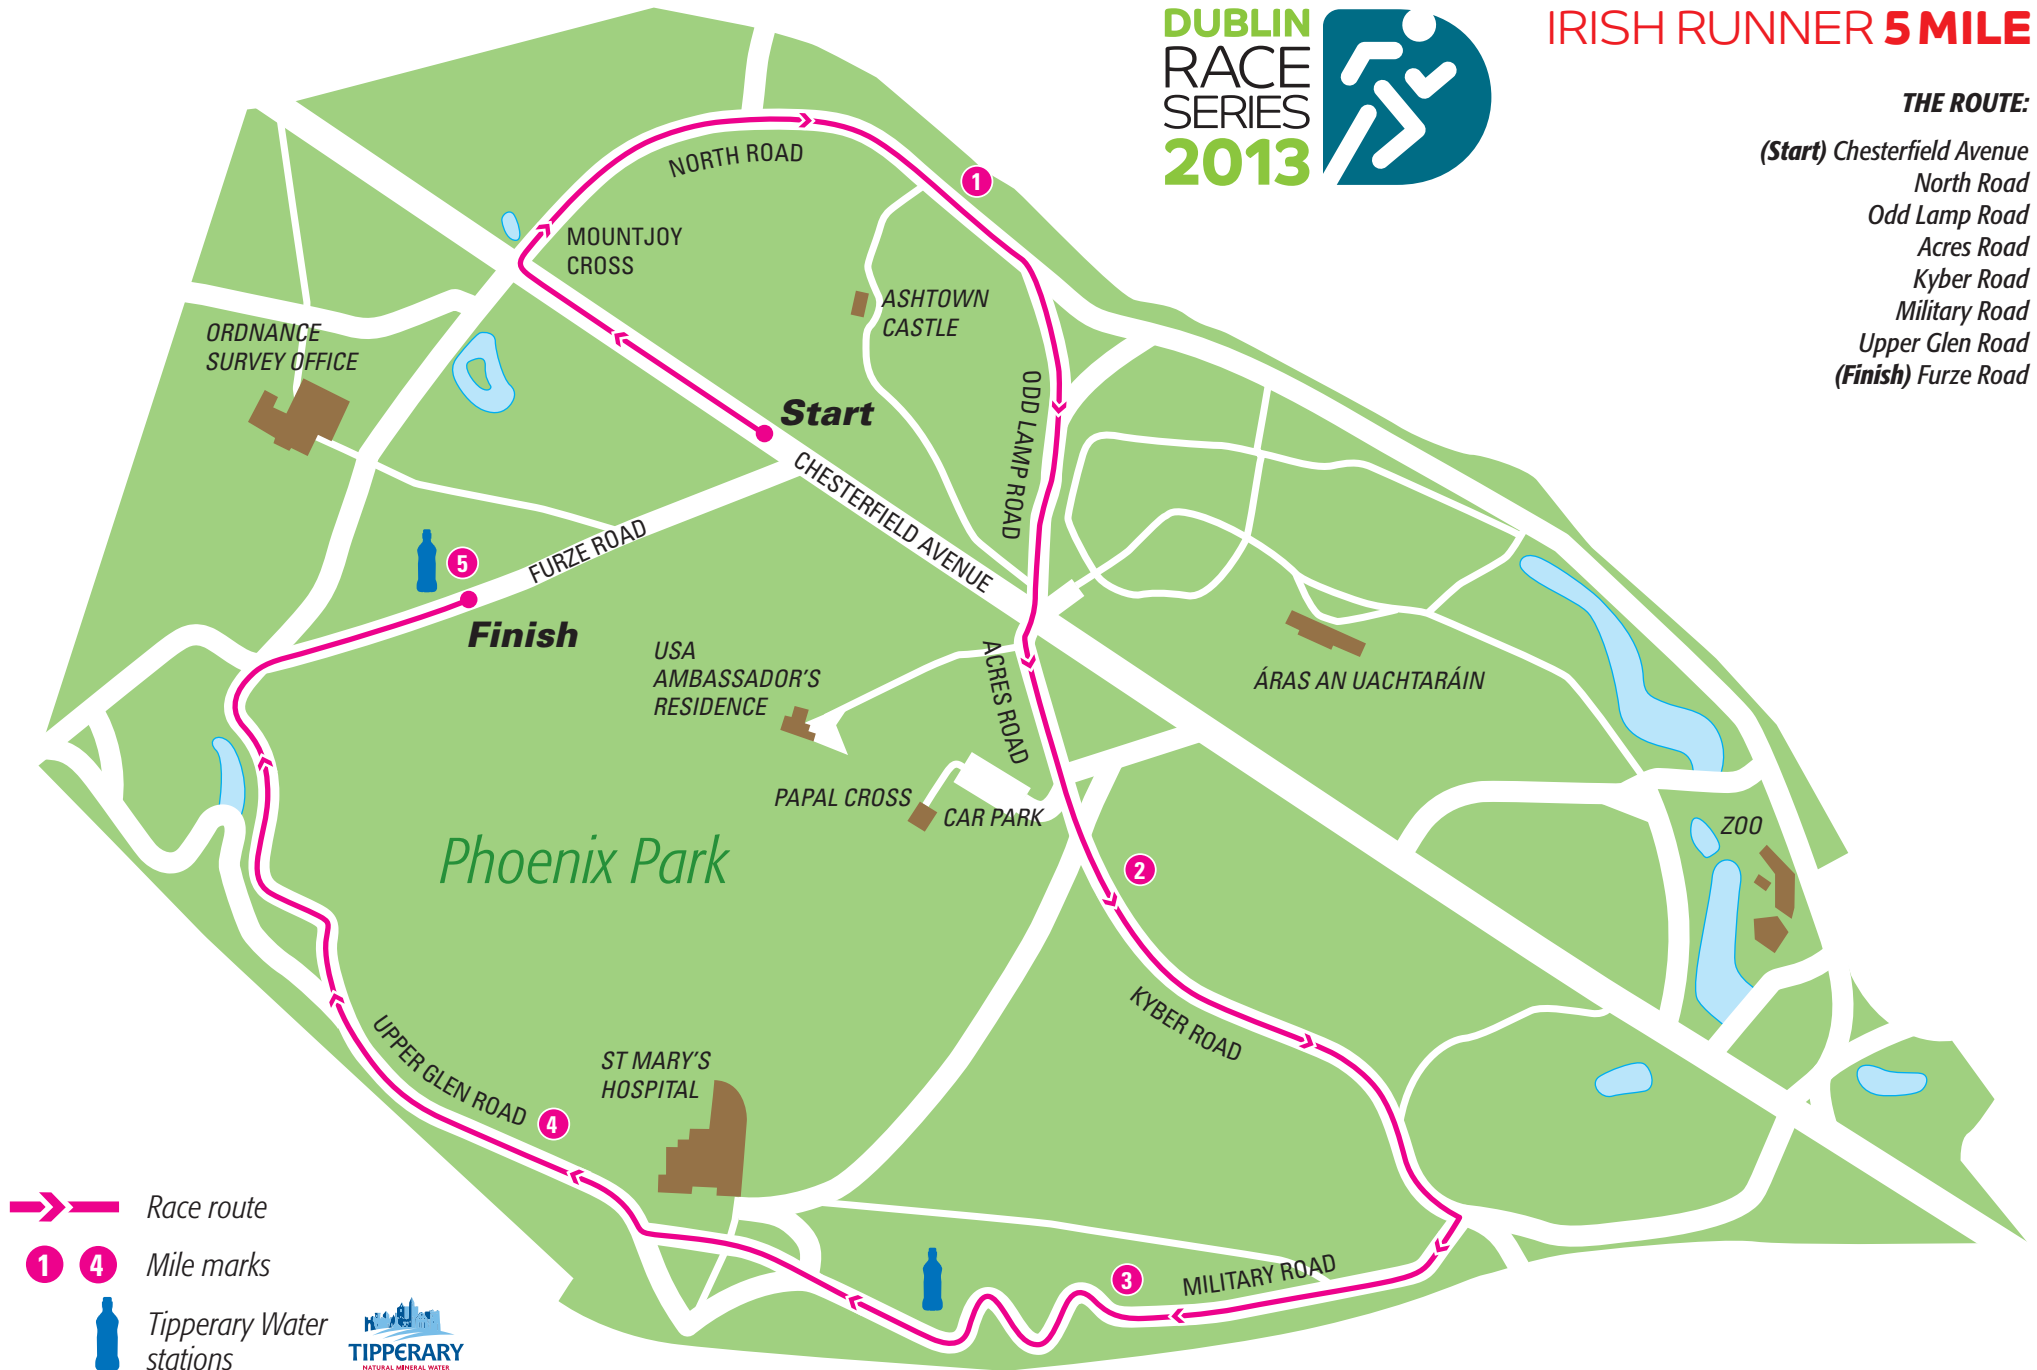 DUBLIN
RACE
SERIES
2013
IRISH RUNNER 5 MILE
THE ROUTE:
(Start) Chesterfield Avenue
North Road
Odd Lamp Road
Acres Road
Kyber Road
Military Road
Upper Glen Road
(Finish) Furze Road
NORTH ROAD
1
MOUNTJOY
CROSS
ASHTOWN
CASTLE
ORDNANCE
SURVEY OFFICE
Start
ODD LAMP ROAD
CHESTERFIELD AVENUE
FURZE ROAD
5
Finish
USA
AMBASSADOR'S
RESIDENCE
ACRES ROAD
ÁRAS AN UACHTARÁIN
PAPAL CROSS
CAR PARK
ZOO
Phoenix Park
2
KYBER ROAD
UPPER GLEN ROAD
ST MARY'S
HOSPITAL
4
3
MILITARY ROAD
Race route
1 4
Mile marks
Tipperary Water
stations
TIPPERARY
NATURAL MINERAL WATER